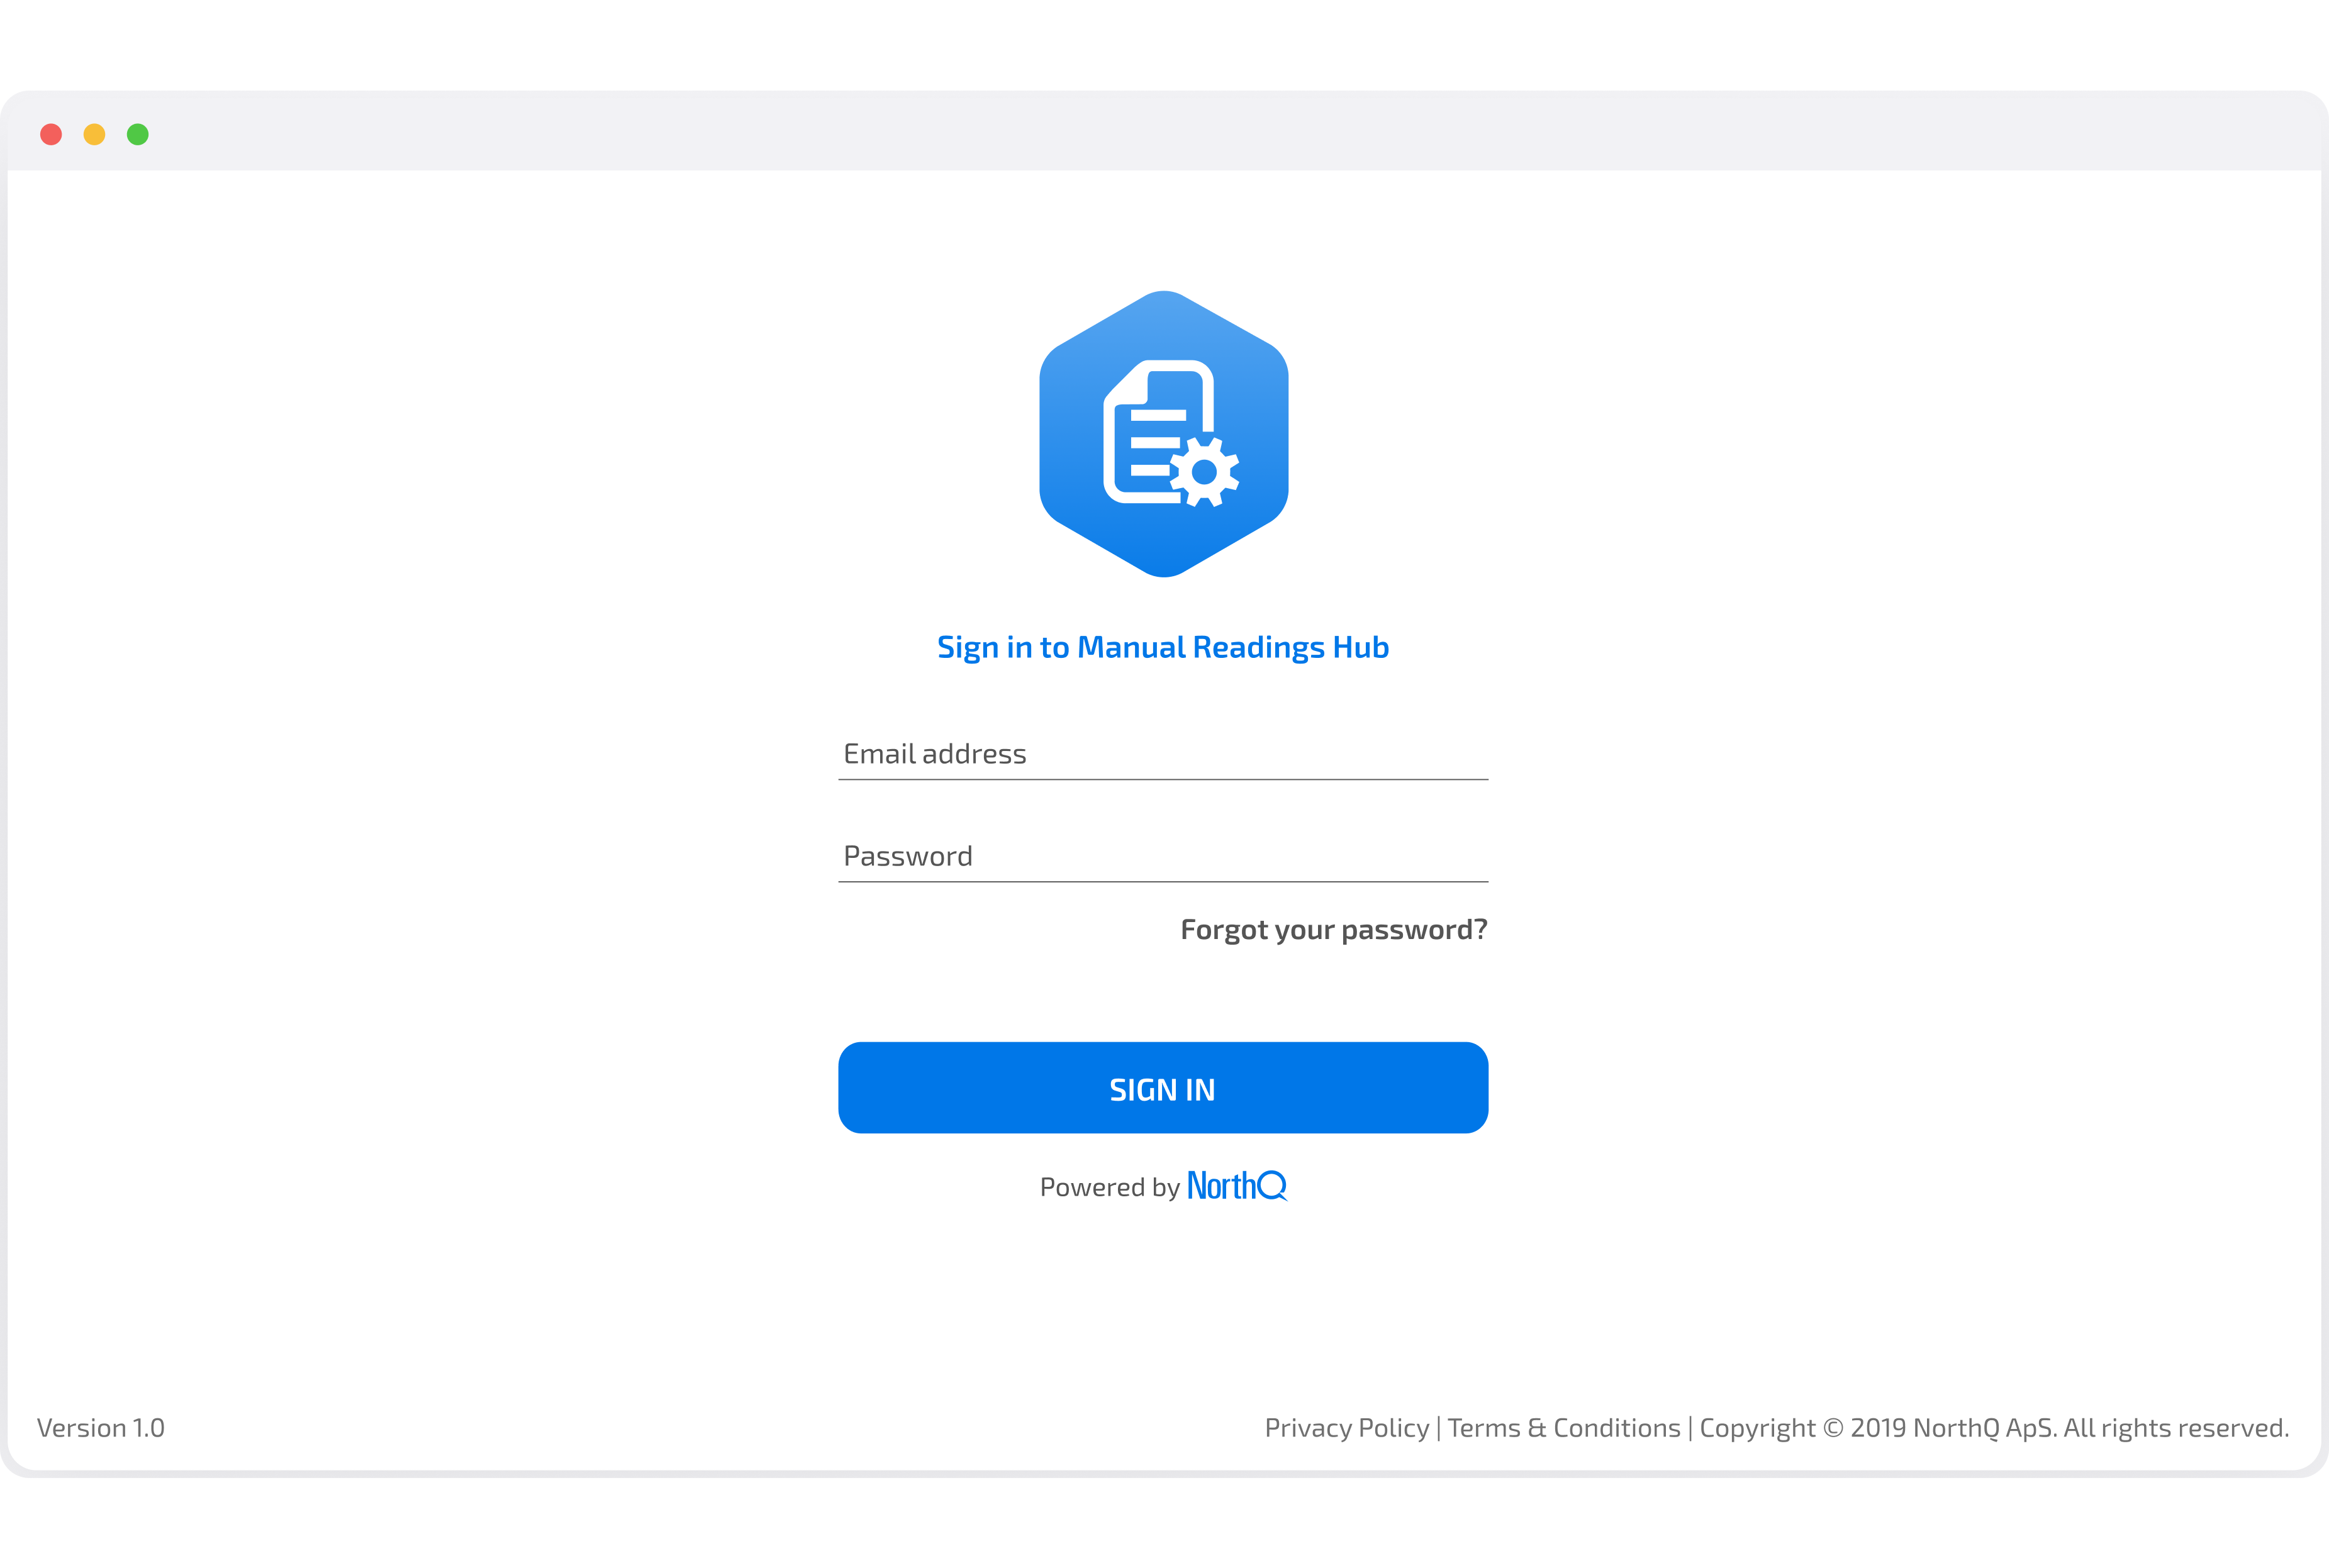 Sign in to Manual Readings Hub
Email address
Password
Forgot your password?
SIGN IN
Powered by NorthQ
Version 1.0
Privacy Policy | Terms & Conditions | Copyright © 2019 NorthQ ApS. All rights reserved.